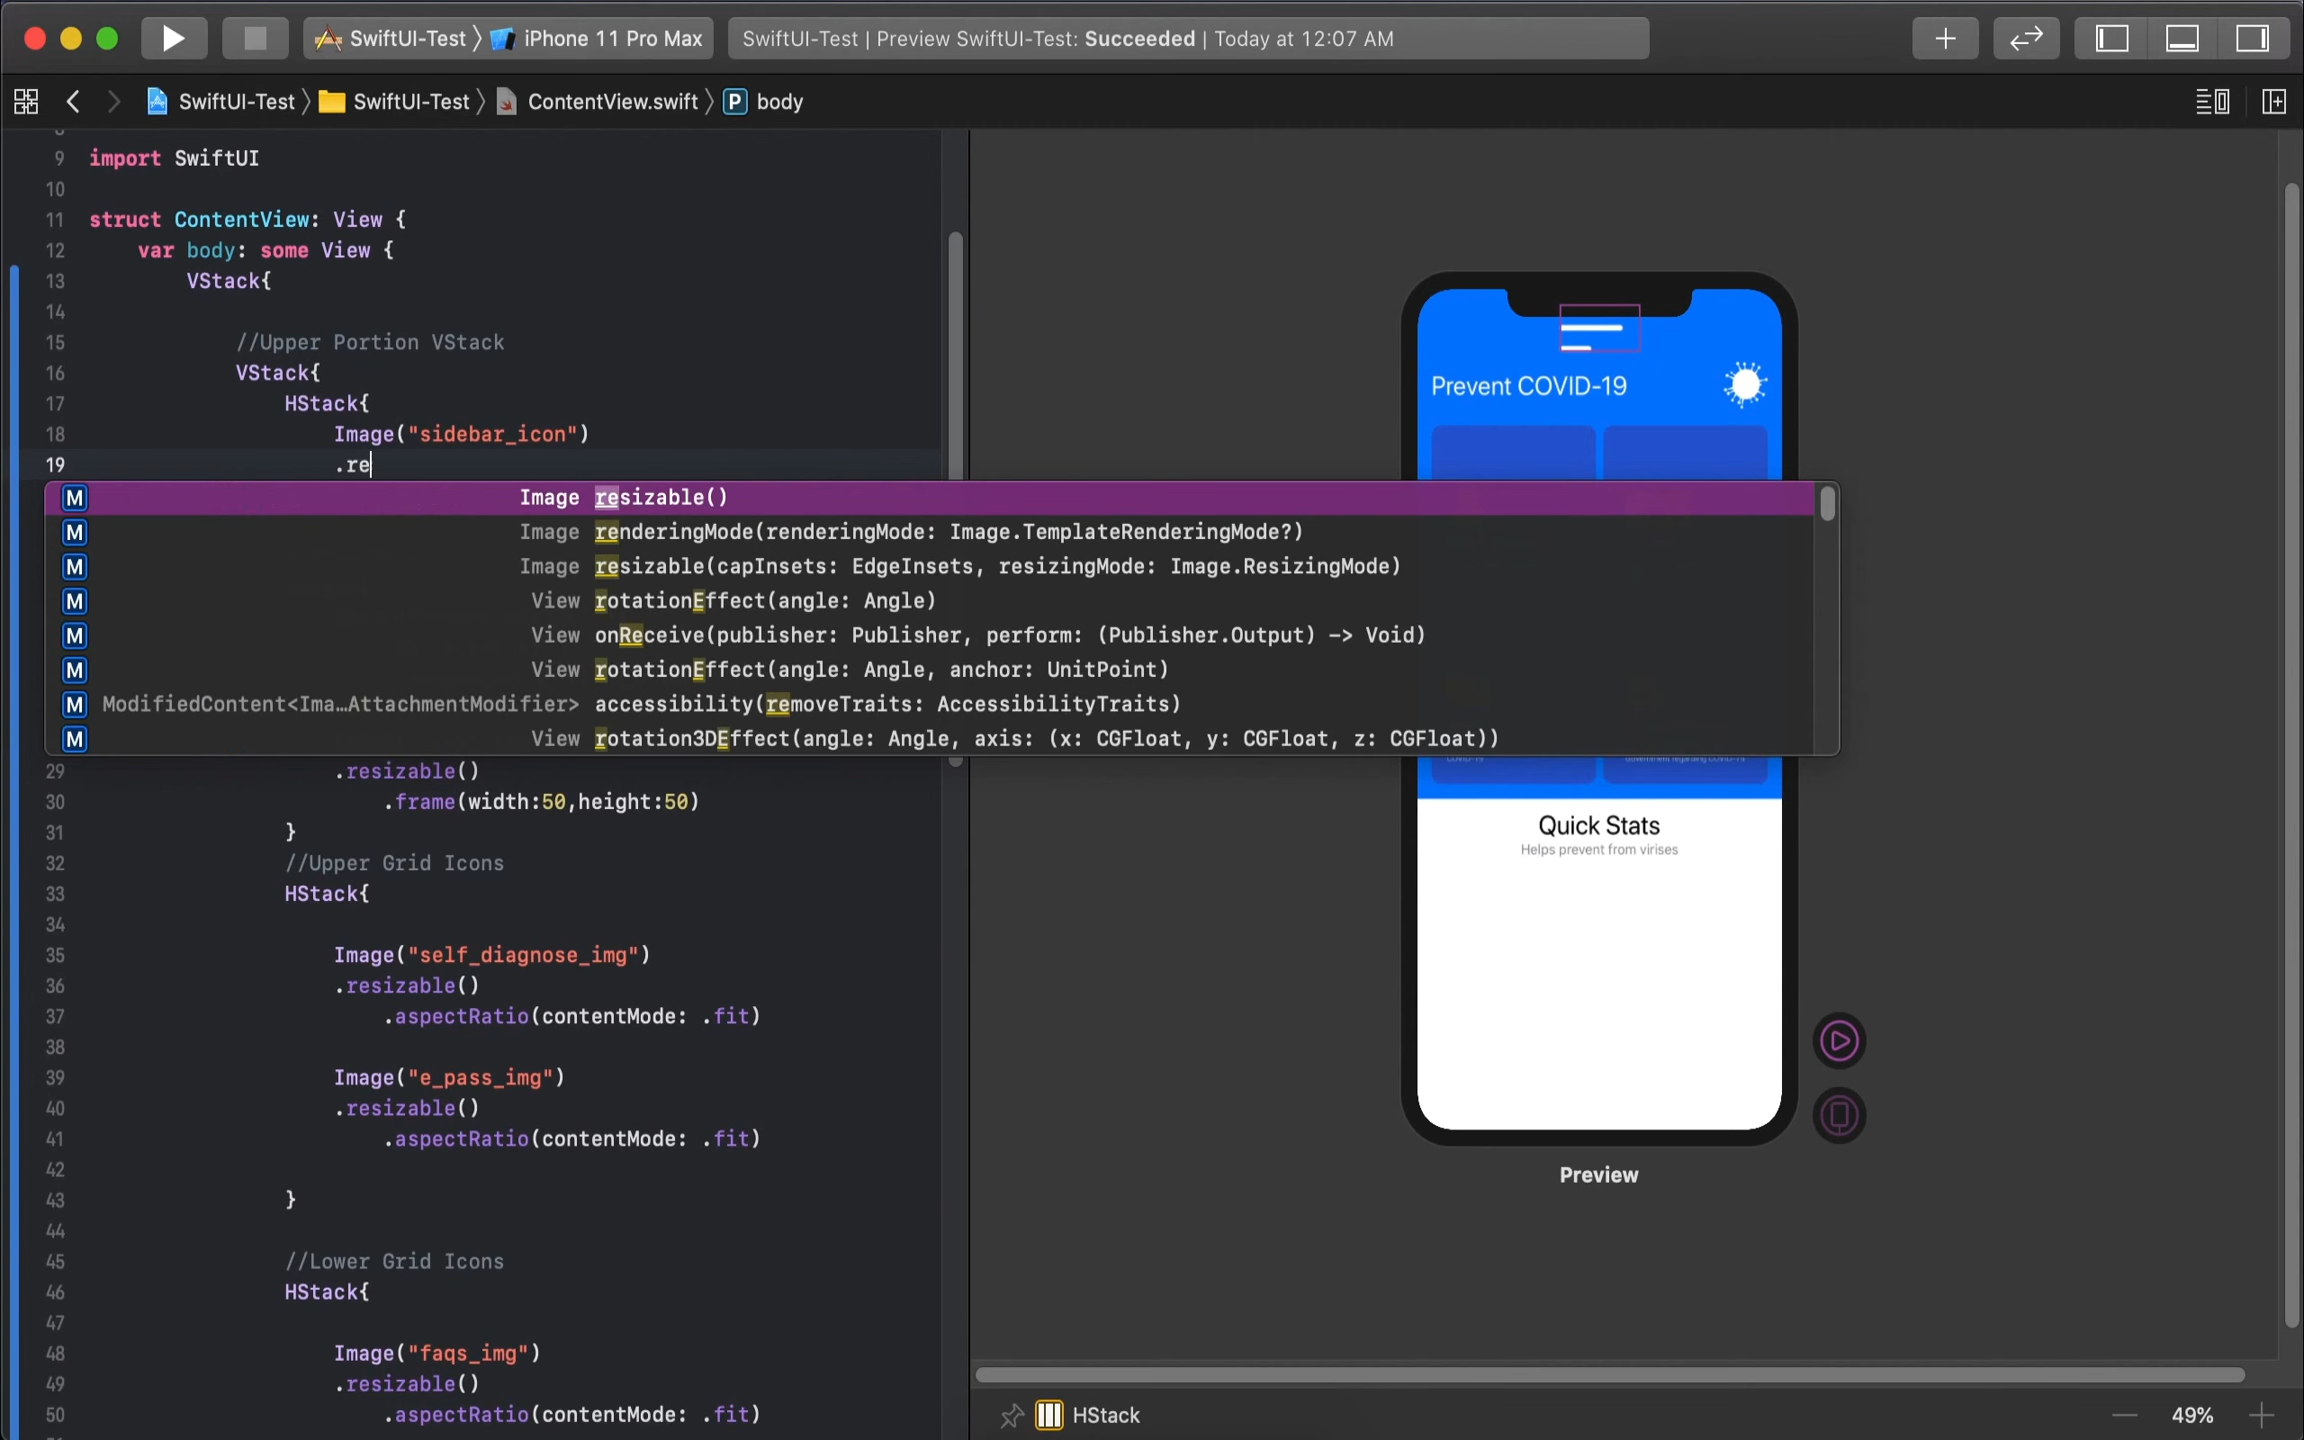 SwiftUI-Test 〉 iPhone 11 Pro Max
SwiftUI-Test | Preview SwiftUI-Test: Succeeded | Today at 12:07 AM
SwiftUI-Test 〉 SwiftUI-Test 〉 ContentView.swift 〉 P body
9 import SwiftUI
10
11 struct ContentView: View {
12 var body: some View {
13 VStack{
14
15 //Upper Portion VStack
16 VStack{
17 HStack{
18 Image("sidebar_icon")
19 .re
M Image resizable()
M Image renderingMode(renderingMode: Image.TemplateRenderingMode?)
M Image resizable(capInsets: EdgeInsets, resizingMode: Image.ResizingMode)
M View rotationEffect(angle: Angle)
M View onReceive(publisher: Publisher, perform: (Publisher.Output) -> Void)
M View rotationEffect(angle: Angle, anchor: UnitPoint)
M ModifiedContent<Ima…AttachmentModifier> accessibility(removeTraits: AccessibilityTraits)
M View rotation3DEffect(angle: Angle, axis: (x: CGFloat, y: CGFloat, z: CGFloat))
29 .resizable()
30 .frame(width:50,height:50)
31 }
32 //Upper Grid Icons
33 HStack{
34
35 Image("self_diagnose_img")
36 .resizable()
37 .aspectRatio(contentMode: .fit)
38
39 Image("e_pass_img")
40 .resizable()
41 .aspectRatio(contentMode: .fit)
42
43 }
44
45 //Lower Grid Icons
46 HStack{
47
48 Image("faqs_img")
49 .resizable()
50 .aspectRatio(contentMode: .fit)
Prevent COVID-19
COVID-19
Government regarding COVID-19
Quick Stats
Helps prevent from virises
Preview
HStack
49%